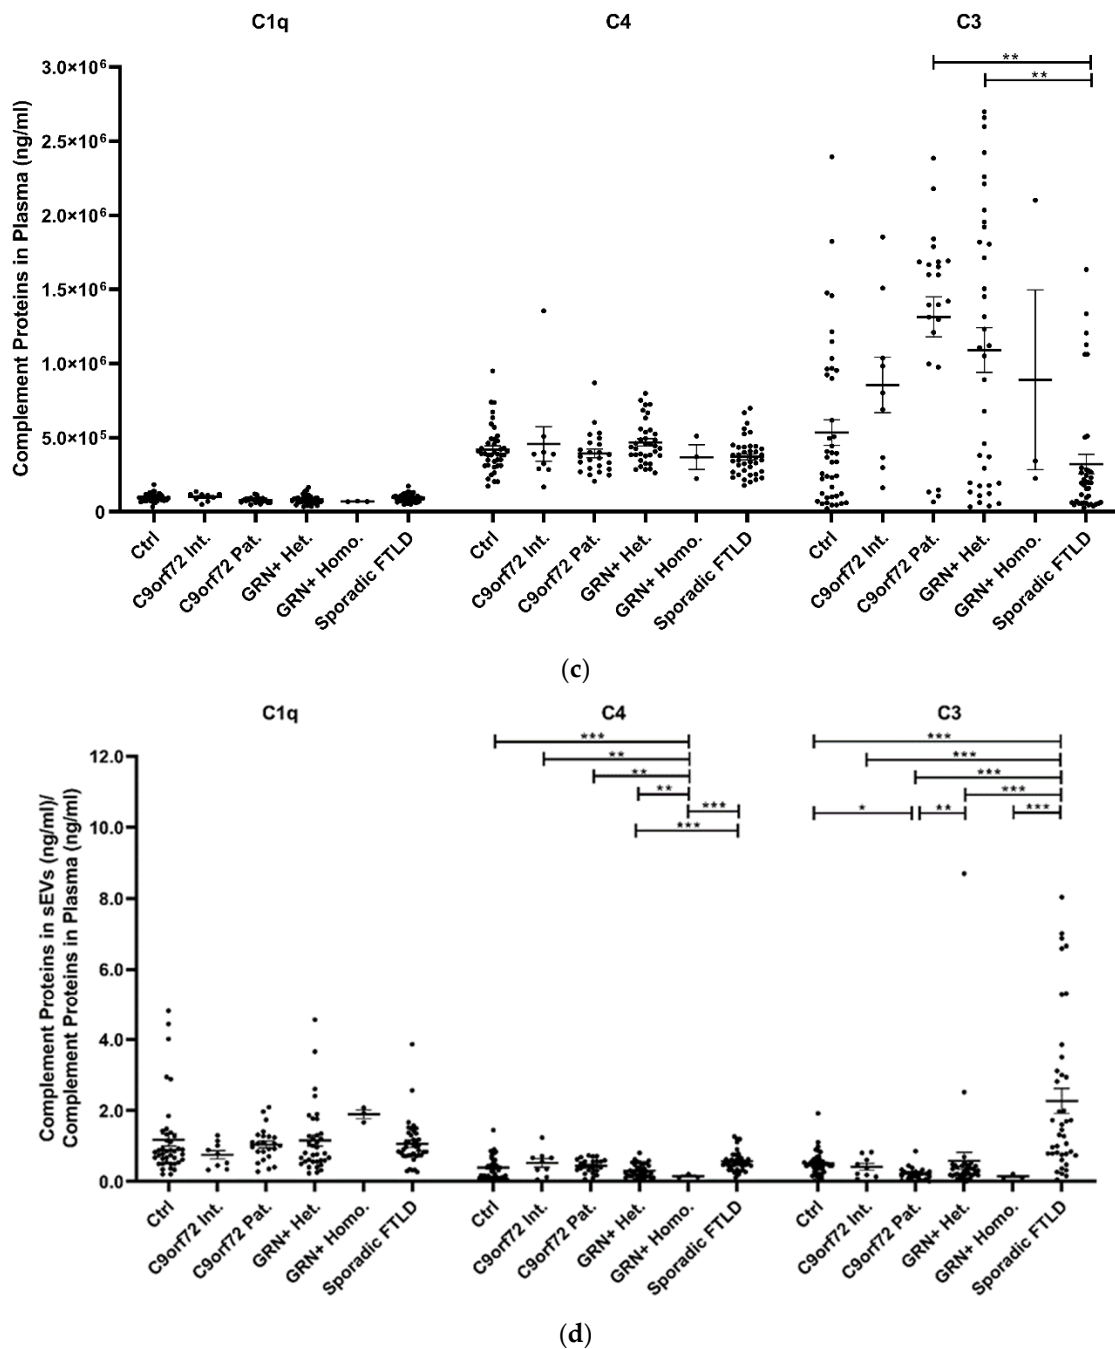 C1q C4 C3
** 
**
3.0×10⁶
2.5×10⁶
2.0×10⁶
1.5×10⁶
1.0×10⁶
5.0×10⁵
0
Complement Proteins in Plasma (ng/ml)
Ctrl C9orf72 Int. C9orf72 Pat. GRN+ Het. GRN+ Homo. Sporadic FTLD
Ctrl C9orf72 Int. C9orf72 Pat. GRN+ Het. GRN+ Homo. Sporadic FTLD
Ctrl C9orf72 Int. C9orf72 Pat. GRN+ Het. GRN+ Homo. Sporadic FTLD
(c)
C1q C4 C3
*** ***
** ***
** ***
** ***
*** * ** ***
***
12.0
10.0
8.0
6.0
4.0
2.0
0.0
Complement Proteins in sEVs (ng/ml)/
Complement Proteins in Plasma (ng/ml)
Ctrl C9orf72 Int. C9orf72 Pat. GRN+ Het. GRN+ Homo. Sporadic FTLD
Ctrl C9orf72 Int. C9orf72 Pat. GRN+ Het. GRN+ Homo. Sporadic FTLD
Ctrl C9orf72 Int. C9orf72 Pat. GRN+ Het. GRN+ Homo. Sporadic FTLD
(d)